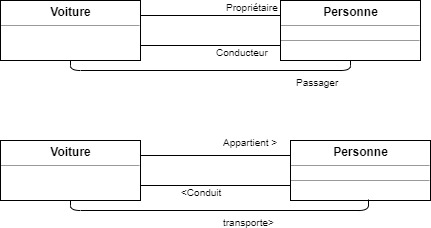 Voiture
Propriétaire
Personne
Conducteur
Passager
Voiture
Appartient >
Personne
<Conduit
transporte>